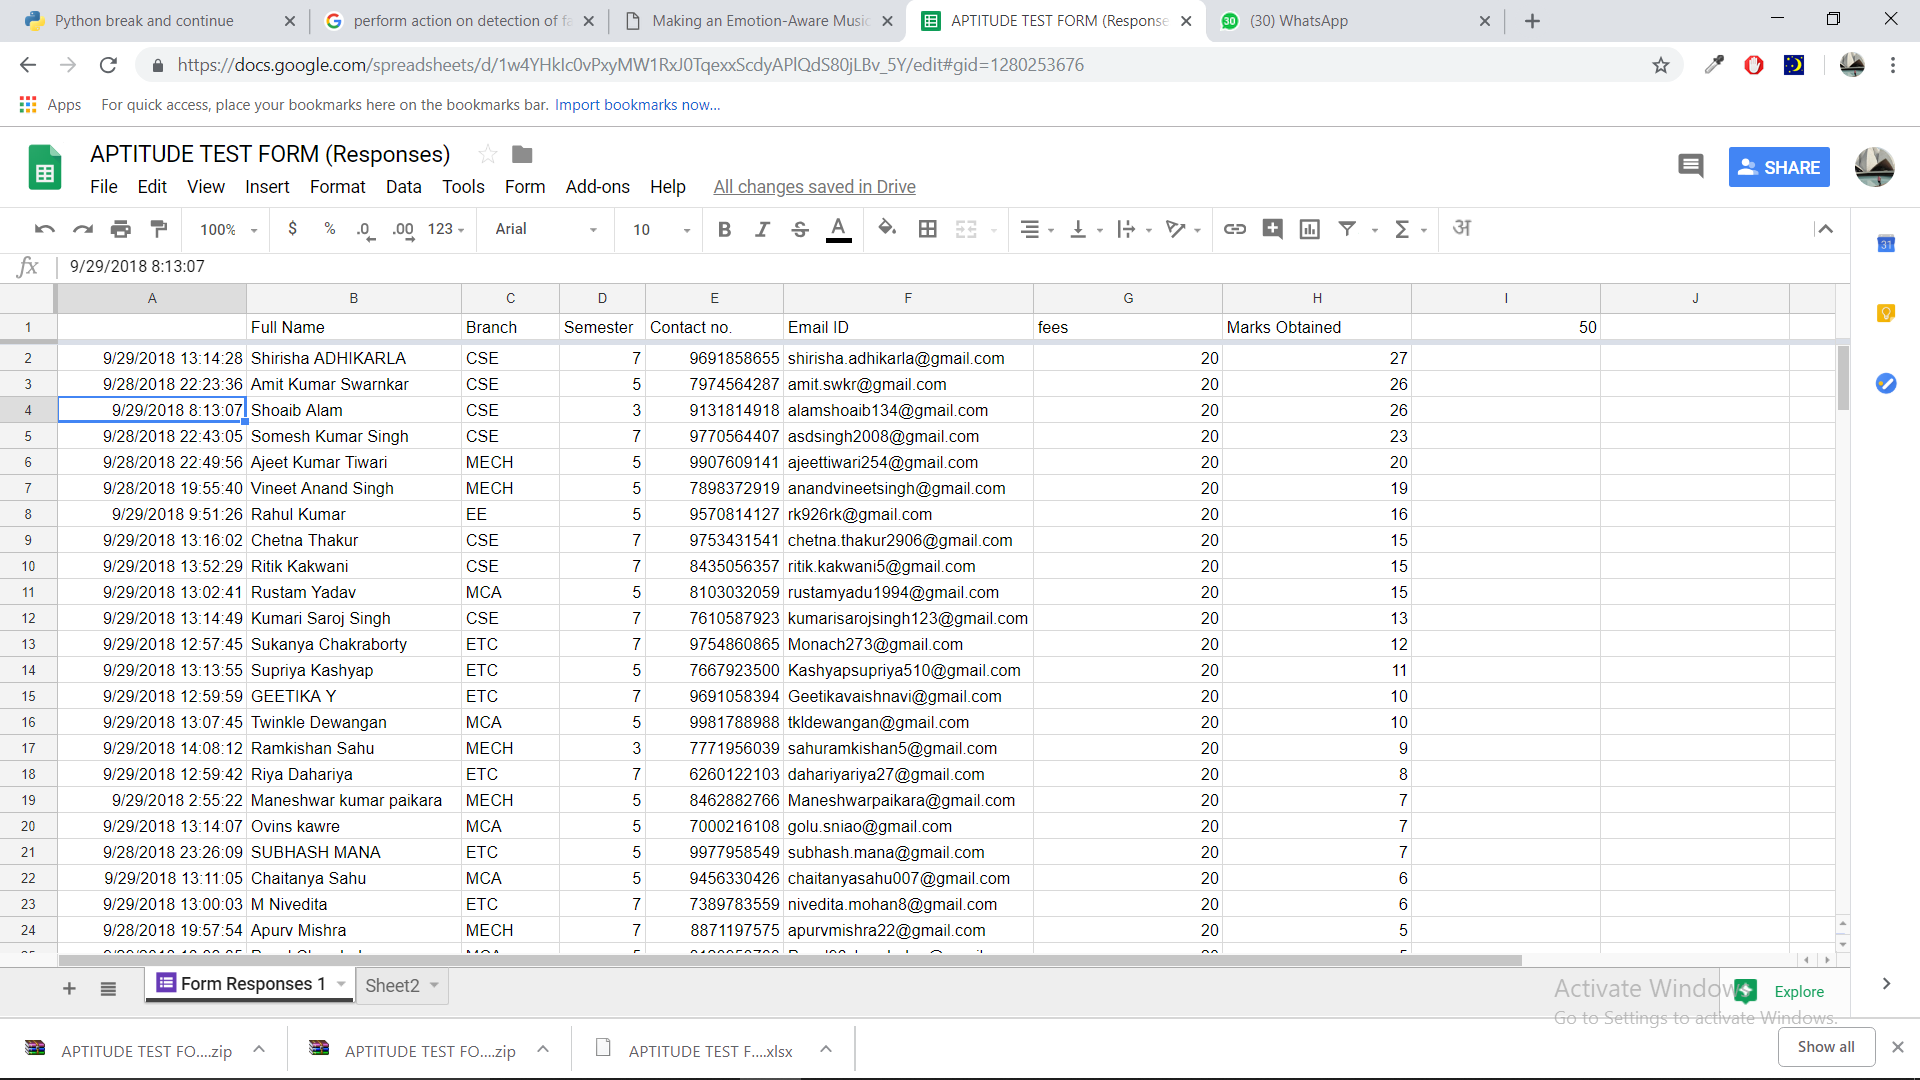 Python break and continue
perform action on detection of fa
Making an Emotion-Aware Music
APTITUDE TEST FORM (Response
30 (30) WhatsApp
https://docs.google.com/spreadsheets/d/1w4YHkIc0vPxyMW1RxJ0TqexxScdyAPlQdS80jLBv_5Y/edit#gid=1280253676
Apps For quick access, place your bookmarks here on the bookmarks bar. Import bookmarks now...
APTITUDE TEST FORM (Responses)
SHARE
File Edit View Insert Format Data Tools Form Add-ons Help All changes saved in Drive
100% $ % .0 .00 123 Arial 10 B I S A Σ अ
31
fx 9/29/2018 8:13:07
A B C D E F G H I J
1 Full Name Branch Semester Contact no. Email ID fees Marks Obtained 50
2 9/29/2018 13:14:28 Shirisha ADHIKARLA CSE 7 9691858655 shirisha.adhikarla@gmail.com 20 27
3 9/28/2018 22:23:36 Amit Kumar Swarnkar CSE 5 7974564287 amit.swkr@gmail.com 20 26
4 9/29/2018 8:13:07 Shoaib Alam CSE 3 9131814918 alamshoaib134@gmail.com 20 26
5 9/28/2018 22:43:05 Somesh Kumar Singh CSE 7 9770564407 asdsingh2008@gmail.com 20 23
6 9/28/2018 22:49:56 Ajeet Kumar Tiwari MECH 5 9907609141 ajeettiwari254@gmail.com 20 20
7 9/28/2018 19:55:40 Vineet Anand Singh MECH 5 7898372919 anandvineetsingh@gmail.com 20 19
8 9/29/2018 9:51:26 Rahul Kumar EE 5 9570814127 rk926rk@gmail.com 20 16
9 9/29/2018 13:16:02 Chetna Thakur CSE 7 9753431541 chetna.thakur2906@gmail.com 20 15
10 9/29/2018 13:52:29 Ritik Kakwani CSE 7 8435056357 ritik.kakwani5@gmail.com 20 15
11 9/29/2018 13:02:41 Rustam Yadav MCA 5 8103032059 rustamyadu1994@gmail.com 20 15
12 9/29/2018 13:14:49 Kumari Saroj Singh CSE 7 7610587923 kumarisarojsingh123@gmail.com 20 13
13 9/29/2018 12:57:45 Sukanya Chakraborty ETC 7 9754860865 Monach273@gmail.com 20 12
14 9/29/2018 13:13:55 Supriya Kashyap ETC 5 7667923500 Kashyapsupriya510@gmail.com 20 11
15 9/29/2018 12:59:59 GEETIKA Y ETC 7 9691058394 Geetikavaishnavi@gmail.com 20 10
16 9/29/2018 13:07:45 Twinkle Dewangan MCA 5 9981788988 tkldewangan@gmail.com 20 10
17 9/29/2018 14:08:12 Ramkishan Sahu MECH 3 7771956039 sahuramkishan5@gmail.com 20 9
18 9/29/2018 12:59:42 Riya Dahariya ETC 7 6260122103 dahariyariya27@gmail.com 20 8
19 9/29/2018 2:55:22 Maneshwar kumar paikara MECH 5 8462882766 Maneshwarpaikara@gmail.com 20 7
20 9/29/2018 13:14:07 Ovins kawre MCA 5 7000216108 golu.sniao@gmail.com 20 7
21 9/28/2018 23:26:09 SUBHASH MANA ETC 5 9977958549 subhash.mana@gmail.com 20 7
22 9/29/2018 13:11:05 Chaitanya Sahu MCA 5 9456330426 chaitanyasahu007@gmail.com 20 6
23 9/29/2018 13:00:03 M Nivedita ETC 7 7389783559 nivedita.mohan8@gmail.com 20 6
24 9/28/2018 19:57:54 Apurv Mishra MECH 7 8871197575 apurvmishra22@gmail.com 20 5
Form Responses 1 Sheet2
Explore
Activate Windows
Go to Settings to activate Windows.
APTITUDE TEST FO....zip
APTITUDE TEST FO....zip
APTITUDE TEST F....xlsx
Show all